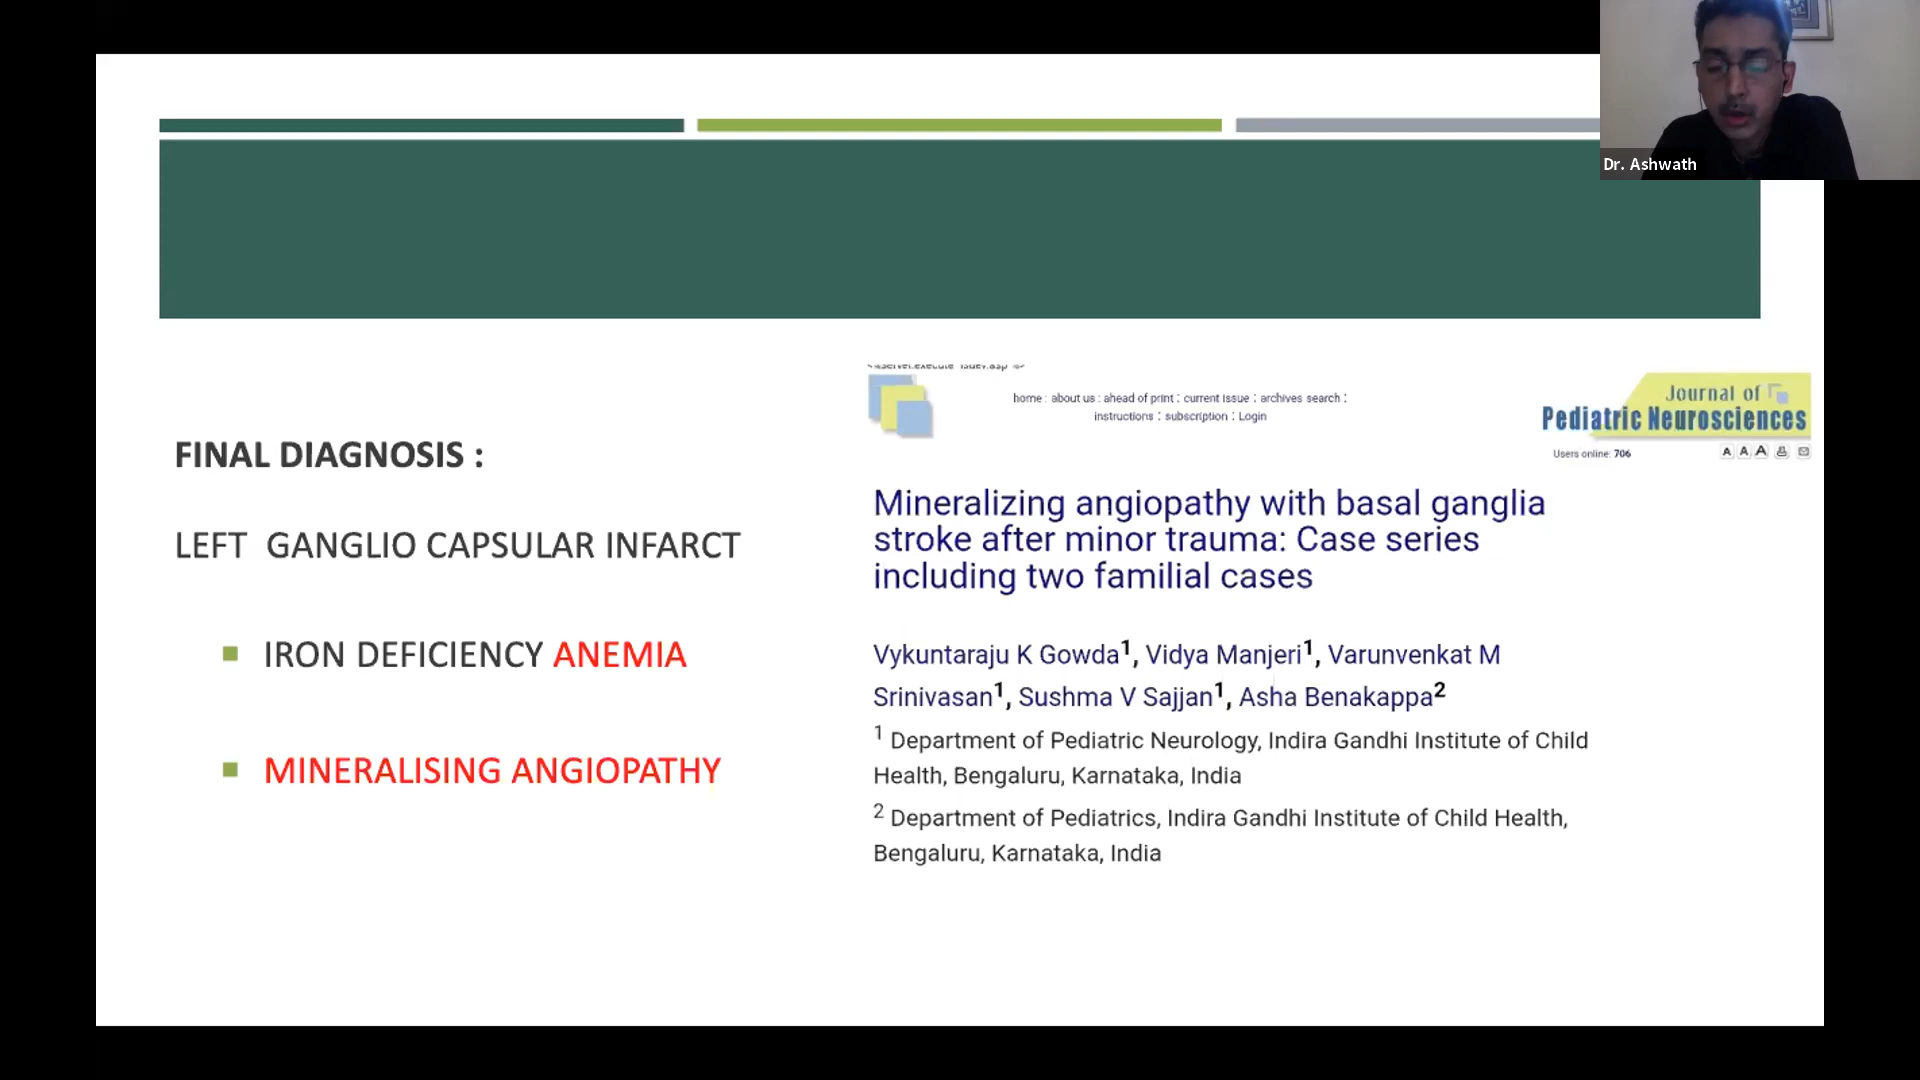 Dr. Ashwath
FINAL DIAGNOSIS :
LEFT GANGLIO CAPSULAR INFARCT
IRON DEFICIENCY ANEMIA
MINERALISING ANGIOPATHY
home : about us : ahead of print : current issue : archives search :
instructions : subscription : Login
Journal of
Pediatric Neurosciences
Users online: 706
A A A
Mineralizing angiopathy with basal ganglia
stroke after minor trauma: Case series
including two familial cases
Vykuntaraju K Gowda1, Vidya Manjeri1, Varunvenkat M
Srinivasan1, Sushma V Sajjan1, Asha Benakappa2
1 Department of Pediatric Neurology, Indira Gandhi Institute of Child
Health, Bengaluru, Karnataka, India
2 Department of Pediatrics, Indira Gandhi Institute of Child Health,
Bengaluru, Karnataka, India